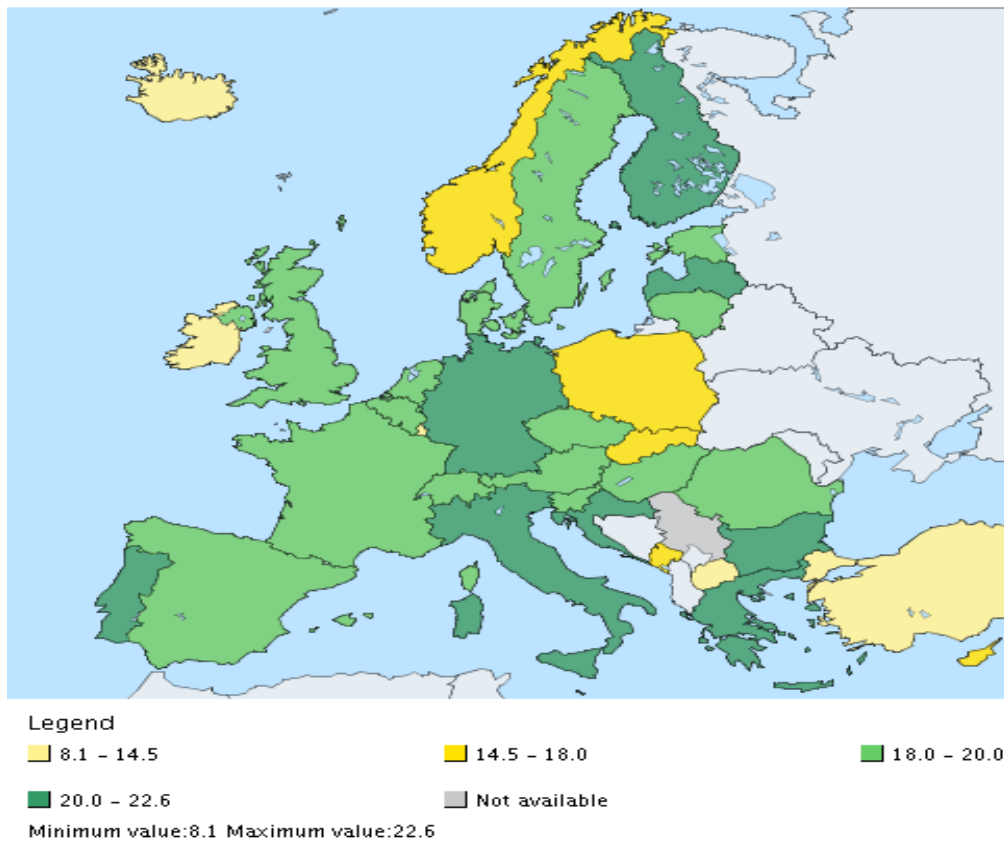 Legend
8.1 – 14.5 14.5 – 18.0 18.0 – 20.0
20.0 – 22.6 Not available
Minimum value:8.1 Maximum value:22.6